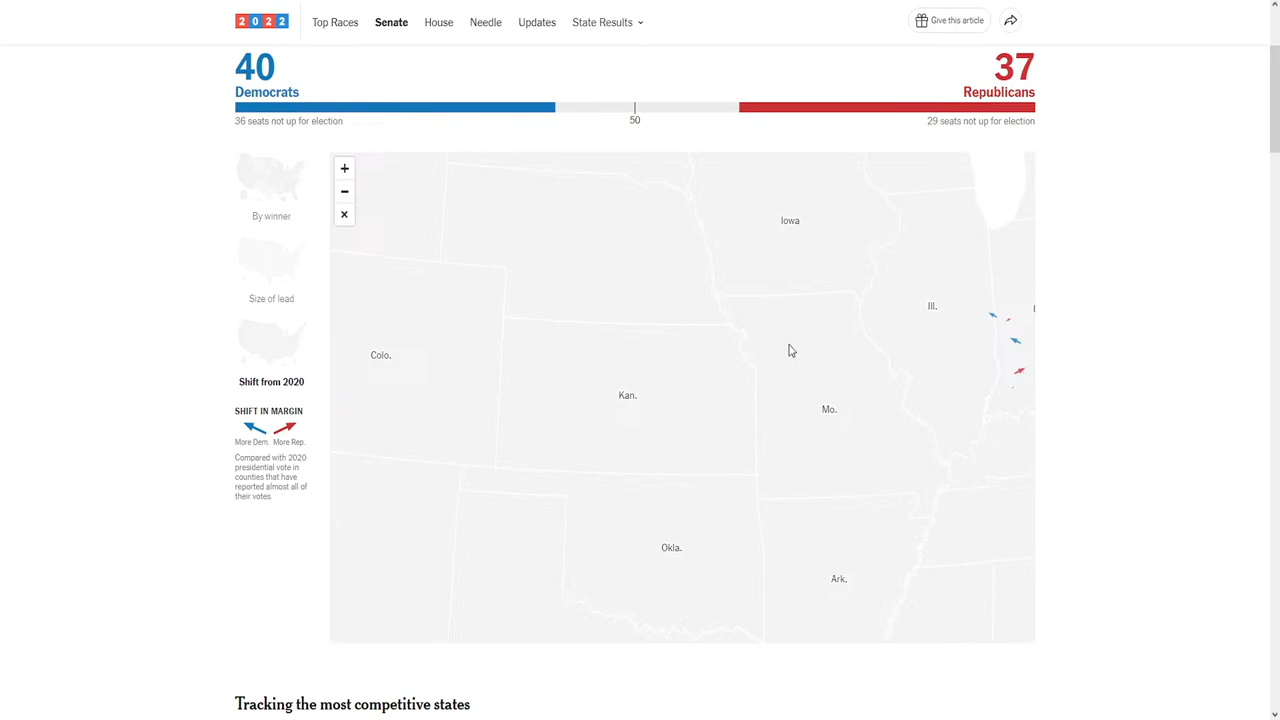 2022
Top Races
Senate
House
Needle
Updates
State Results
Give this article
40
Democrats
37
Republicans
36 seats not up for election
50
29 seats not up for election
+
−
×
By winner
Size of lead
Shift from 2020
SHIFT IN MARGIN
More Dem. More Rep.
Compared with 2020
presidential vote in
counties that have
reported almost all of
their votes.
Iowa
Ill.
Colo.
Kan.
Mo.
Okla.
Ark.
Tracking the most competitive states